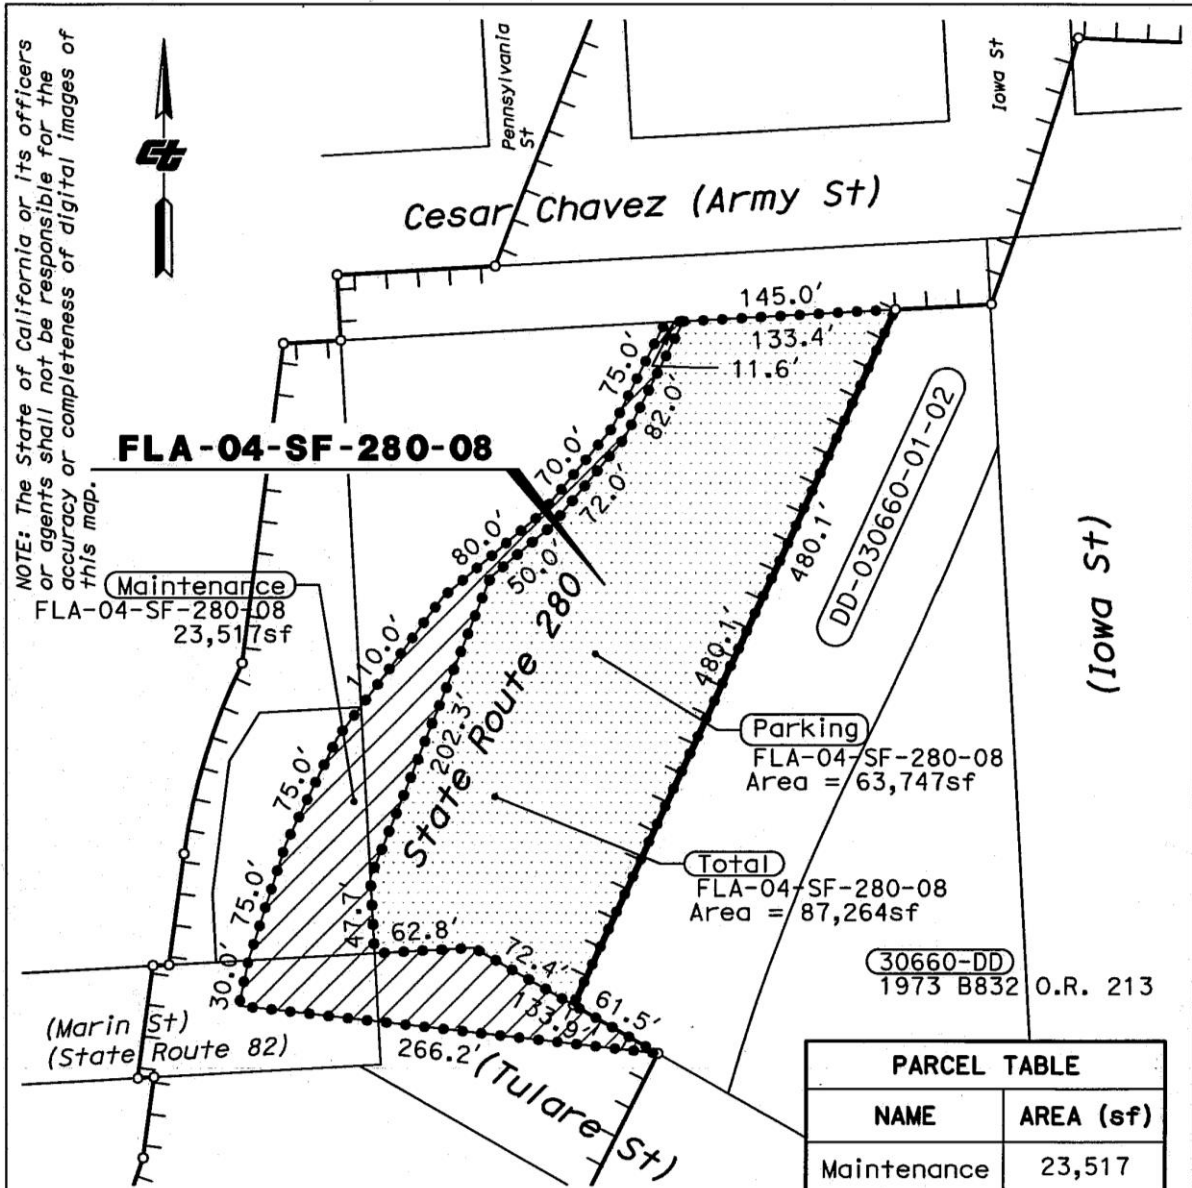 NOTE: The State of California or its officers
or agents shall not be responsible for the
accuracy or completeness of digital images of
this map.
Pennsylvania
St
Iowa St
Ct
Cesar Chavez (Army St)
145.0'
133.4'
11.6'
75.0'
82.0'
FLA-04-SF-280-08
70.0'
72.0'
80.0'
50.0'
480.1'
DD-030660-01-02
(Iowa St)
Maintenance
FLA-04-SF-280-08
23,517sf
110.0'
State Route 280
480.1'
202.3'
Parking
FLA-04-SF-280-08
Area = 63,747sf
75.0'
Total
FLA-04-SF-280-08
Area = 87,264sf
75.0'
47.7'
62.8'
72.4'
30660-DD
1973 B832 O.R. 213
30.0'
133.9'
61.5'
(Marin St)
(State Route 82)
266.2'
(Tulare St)
PARCEL TABLE
NAME AREA (sf)
Maintenance 23,517